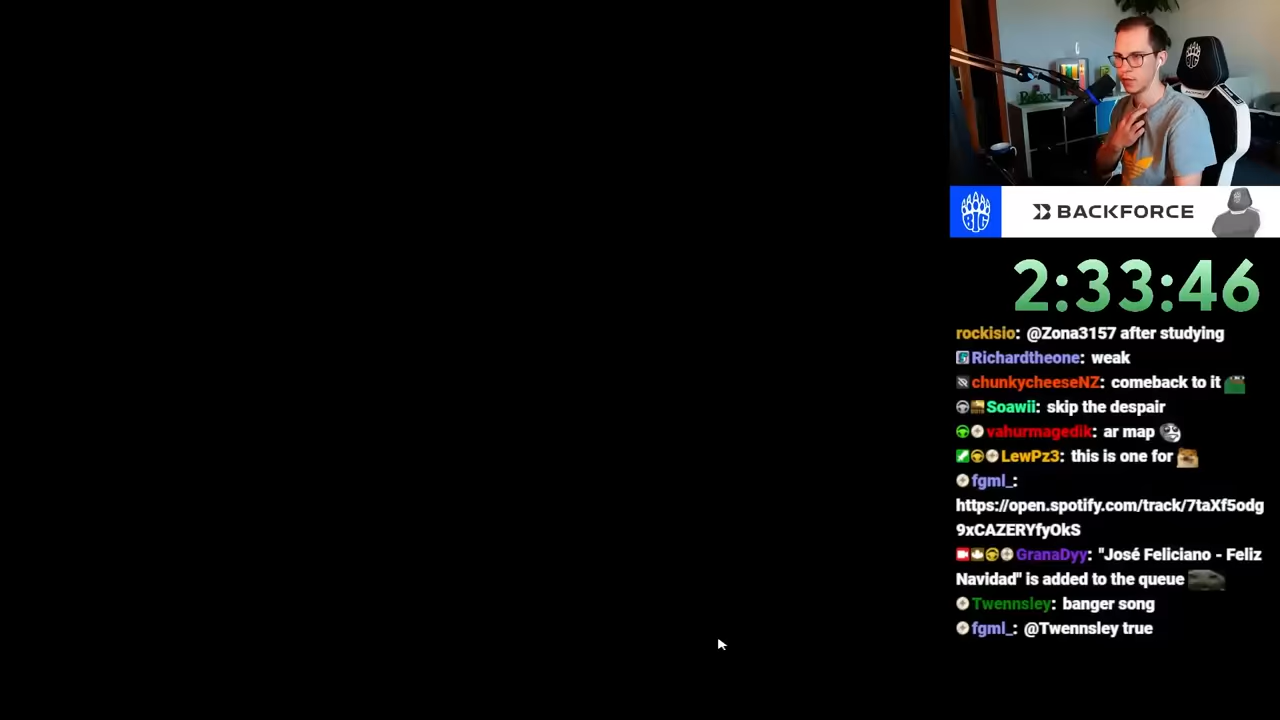 BIG
BACKFORCE
2:33:46
rockisio: @Zona3157 after studying
Richardtheone: weak
chunkycheeseNZ: comeback to it
Soawii: skip the despair
vahurmagedik: ar map
LewPz3: this is one for
fgml_:
https://open.spotify.com/track/7taXf5odg
9xCAZERYfyOkS
GranaDyy: "José Feliciano - Feliz
Navidad" is added to the queue
Twennsley: banger song
fgml_: @Twennsley true